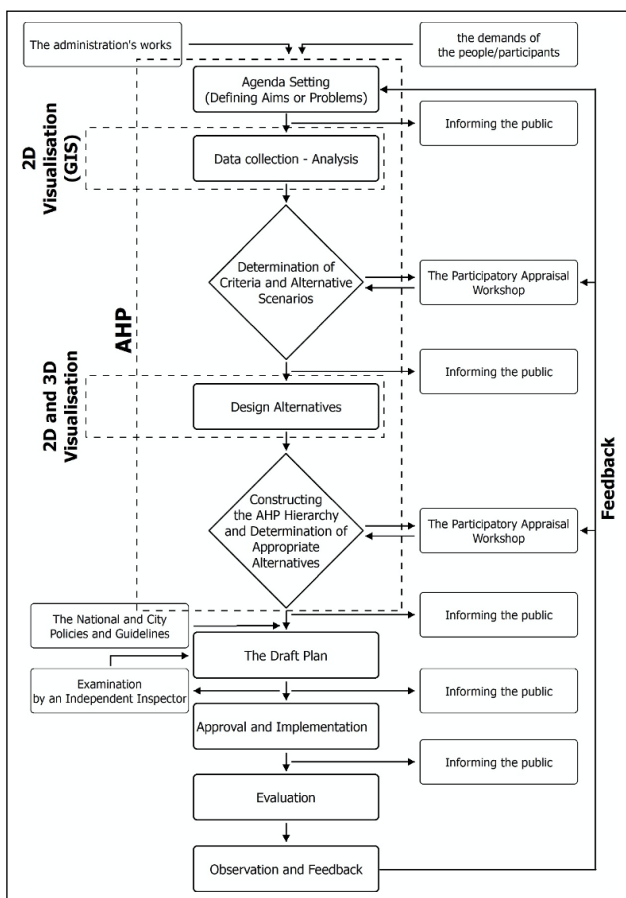 The administration's works
the demands of
the people/participants
Agenda Setting
(Defining Aims or Problems)
Informing the public
2D
Visualisation
(GIS)
Data collection - Analysis
Determination of
Criteria and Alternative
Scenarios
The Participatory Appraisal
Workshop
AHP
Informing the public
2D and 3D
Visualisation
Design Alternatives
Feedback
Constructing
the AHP Hierarchy
and Determination of
Appropriate
Alternatives
The Participatory Appraisal
Workshop
The National and City
Policies and Guidelines
Informing the public
The Draft Plan
Examination
by an Independent Inspector
Informing the public
Approval and Implementation
Informing the public
Evaluation
Observation and Feedback